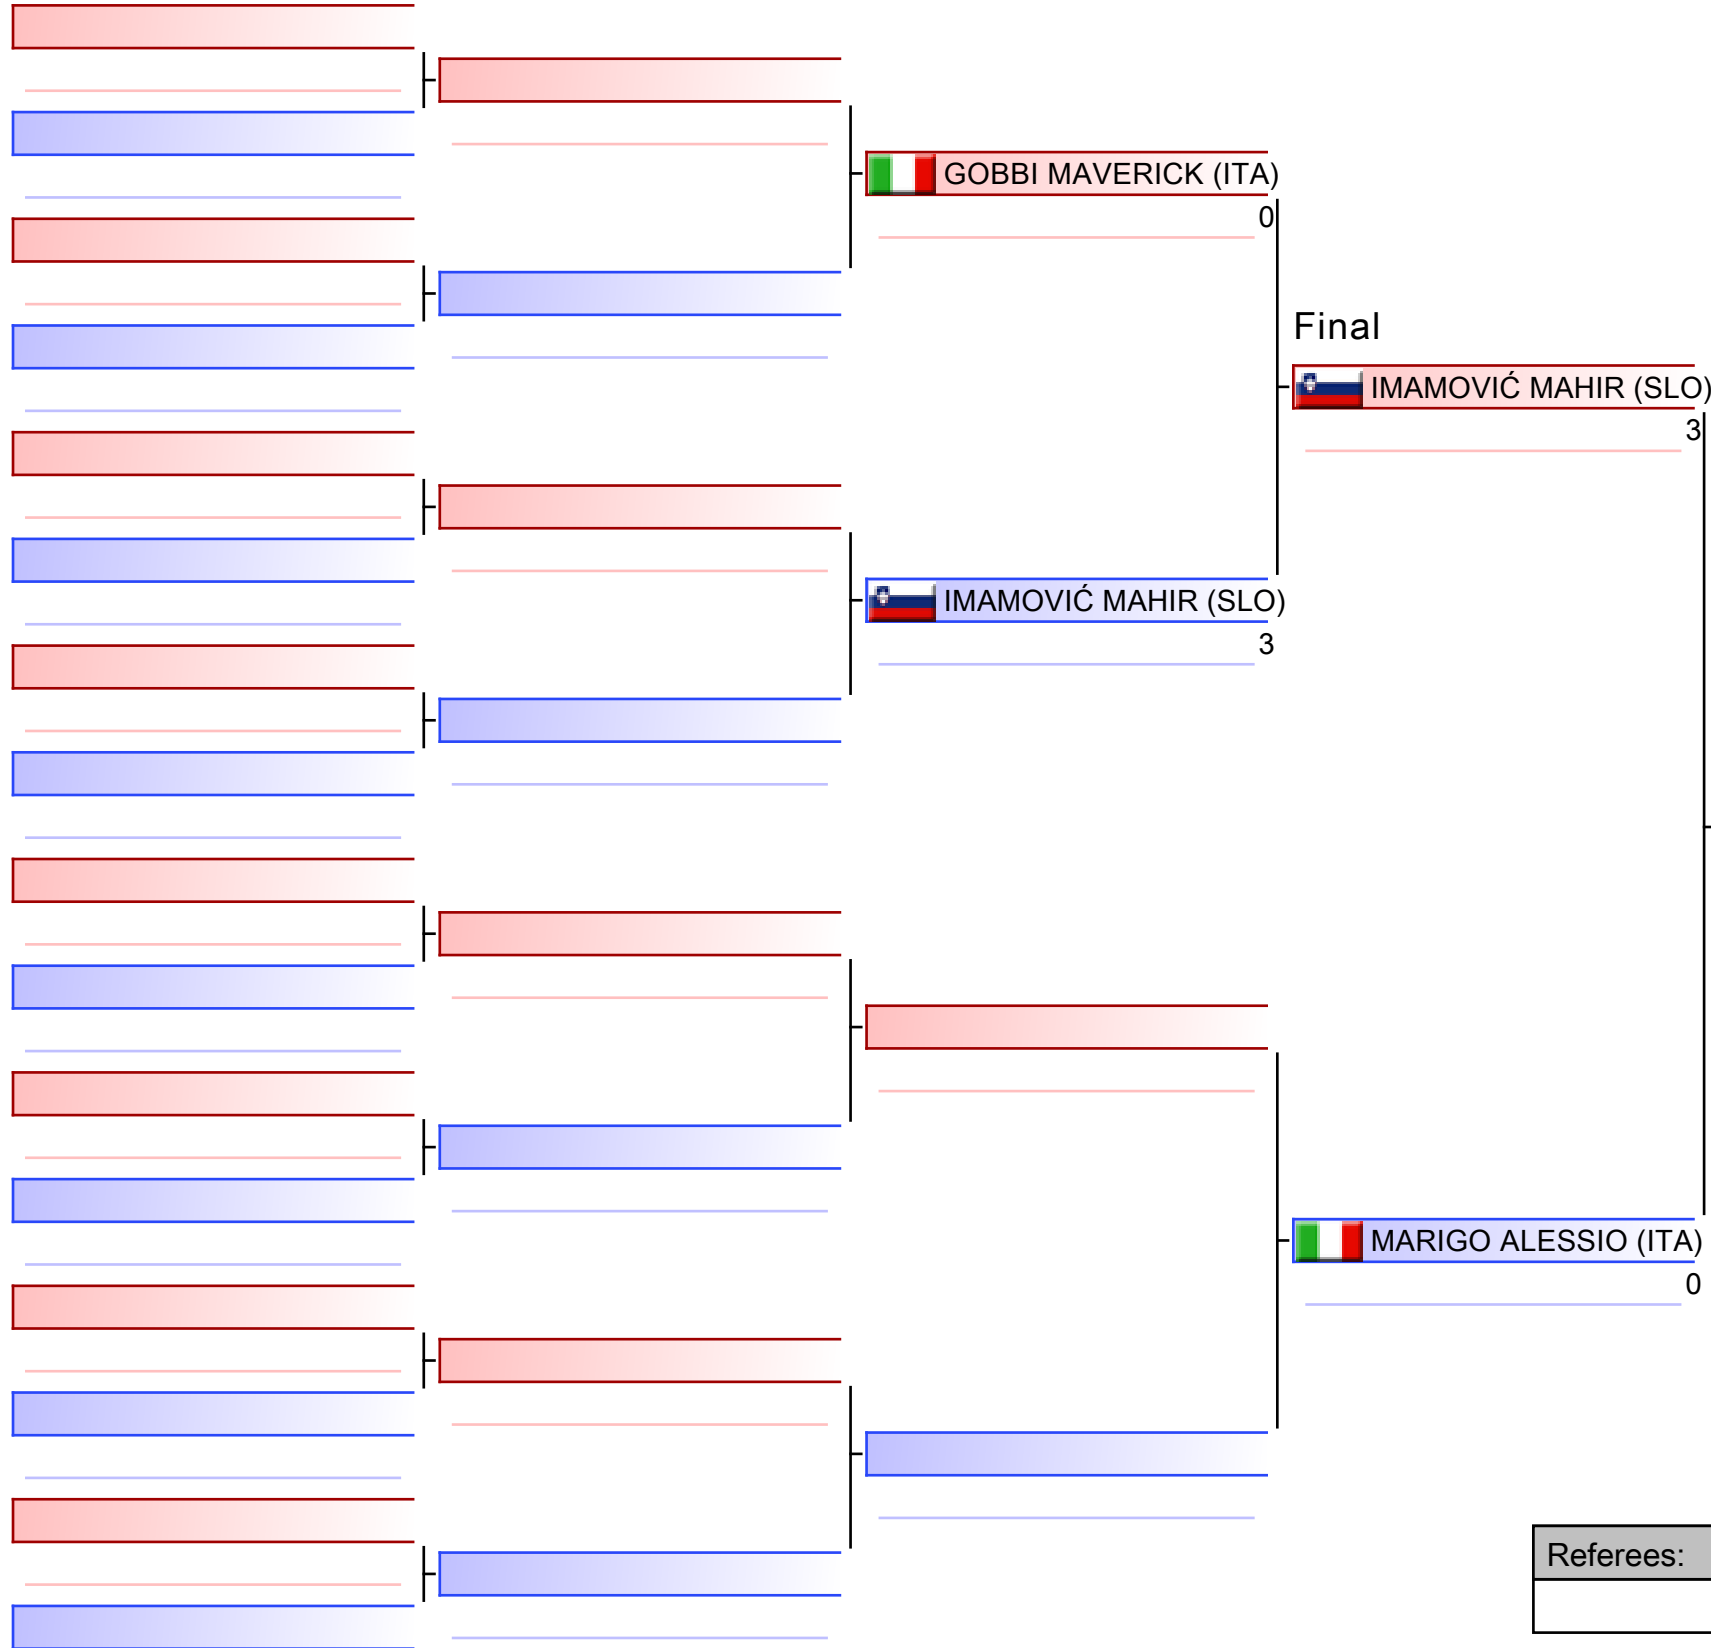 GOBBI MAVERICK (ITA)
0
Final
IMAMOVIĆ MAHIR (SLO)
3
IMAMOVIĆ MAHIR (SLO)
3
MARIGO ALESSIO (ITA)
0
Referees: